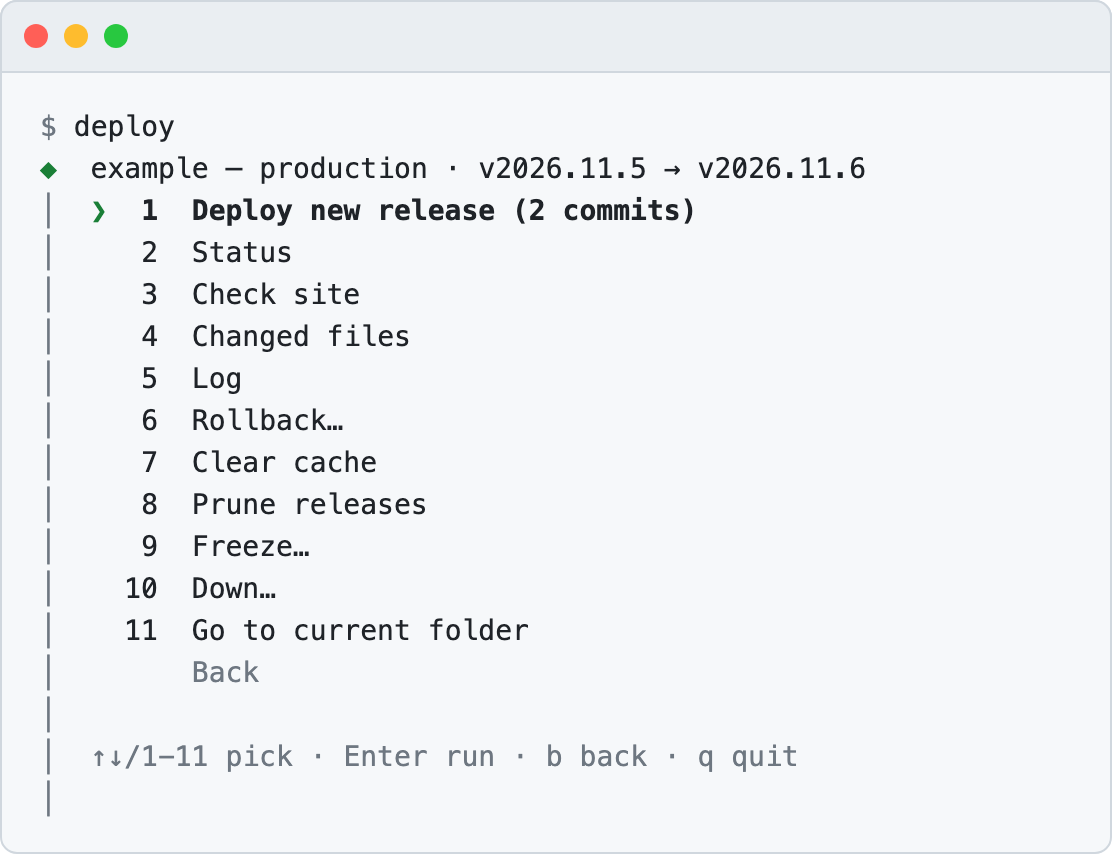 $ deploy
◆ example — production · v2026.11.5 → v2026.11.6
❯ 1 Deploy new release (2 commits)
2 Status
3 Check site
4 Changed files
5 Log
6 Rollback…
7 Clear cache
8 Prune releases
9 Freeze…
10 Down…
11 Go to current folder
Back
↑↓/1–11 pick · Enter run · b back · q quit